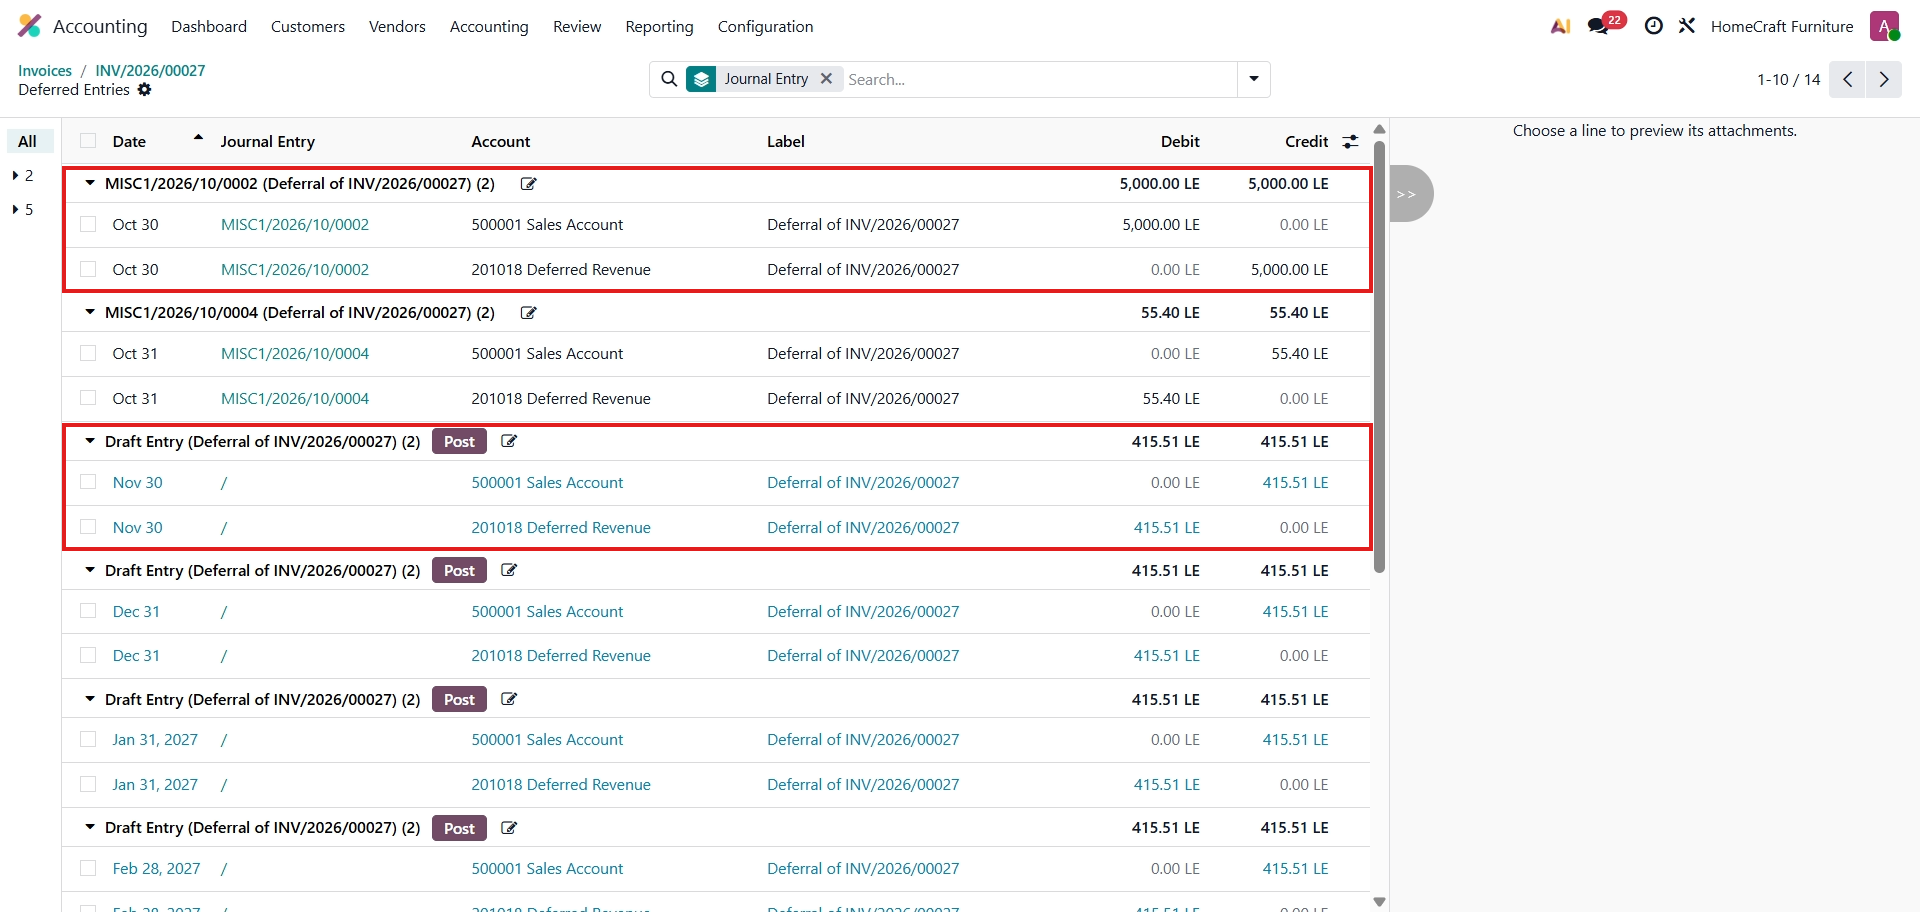 Accounting Dashboard Customers Vendors Accounting Review Reporting Configuration AI 22 HomeCraft Furniture A
Invoices / INV/2026/00027
Deferred Entries
Journal Entry Search...
1-10 / 14
All
2
5
Date Journal Entry Account Label Debit Credit
MISC1/2026/10/0002 (Deferral of INV/2026/00027) (2) 5,000.00 LE 5,000.00 LE
Oct 30 MISC1/2026/10/0002 500001 Sales Account Deferral of INV/2026/00027 5,000.00 LE 0.00 LE
Oct 30 MISC1/2026/10/0002 201018 Deferred Revenue Deferral of INV/2026/00027 0.00 LE 5,000.00 LE
MISC1/2026/10/0004 (Deferral of INV/2026/00027) (2) 55.40 LE 55.40 LE
Oct 31 MISC1/2026/10/0004 500001 Sales Account Deferral of INV/2026/00027 0.00 LE 55.40 LE
Oct 31 MISC1/2026/10/0004 201018 Deferred Revenue Deferral of INV/2026/00027 55.40 LE 0.00 LE
Draft Entry (Deferral of INV/2026/00027) (2) Post 415.51 LE 415.51 LE
Nov 30 / 500001 Sales Account Deferral of INV/2026/00027 0.00 LE 415.51 LE
Nov 30 / 201018 Deferred Revenue Deferral of INV/2026/00027 415.51 LE 0.00 LE
Draft Entry (Deferral of INV/2026/00027) (2) Post 415.51 LE 415.51 LE
Dec 31 / 500001 Sales Account Deferral of INV/2026/00027 0.00 LE 415.51 LE
Dec 31 / 201018 Deferred Revenue Deferral of INV/2026/00027 415.51 LE 0.00 LE
Draft Entry (Deferral of INV/2026/00027) (2) Post 415.51 LE 415.51 LE
Jan 31, 2027 / 500001 Sales Account Deferral of INV/2026/00027 0.00 LE 415.51 LE
Jan 31, 2027 / 201018 Deferred Revenue Deferral of INV/2026/00027 415.51 LE 0.00 LE
Draft Entry (Deferral of INV/2026/00027) (2) Post 415.51 LE 415.51 LE
Feb 28, 2027 / 500001 Sales Account Deferral of INV/2026/00027 0.00 LE 415.51 LE
Choose a line to preview its attachments.
>>